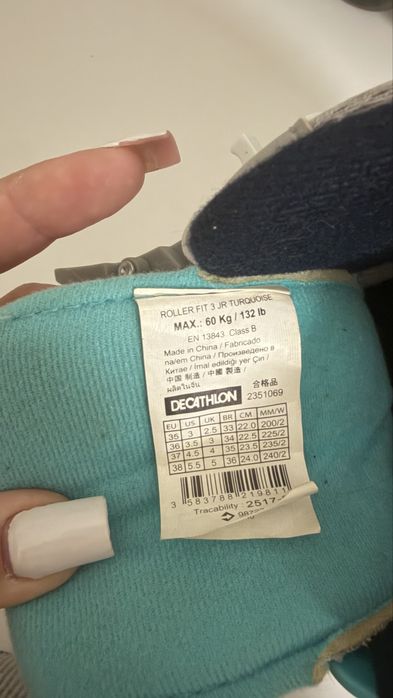 ROLLER FIT 3 JR TURQUOISE
MAX.: 60 Kg / 132 lb
EN 13843. Class B
Made in China / Fabricado
na/em China / Произведено в
Китае / İmal edildiği yer Çin /
中国 制造 / 中國 製造 /
ผลิตในจีน
合格品
DECATHLON 2351069
EU US UK BR CM MM/W
35 3 2.5 33 22.0 200/2
36 3.5 3 34 22.5 225/2
37 4.5 4 35 23.5 235/2
38 5.5 5 36 24.0 240/2
3 583788 219811
Tracability : 2517